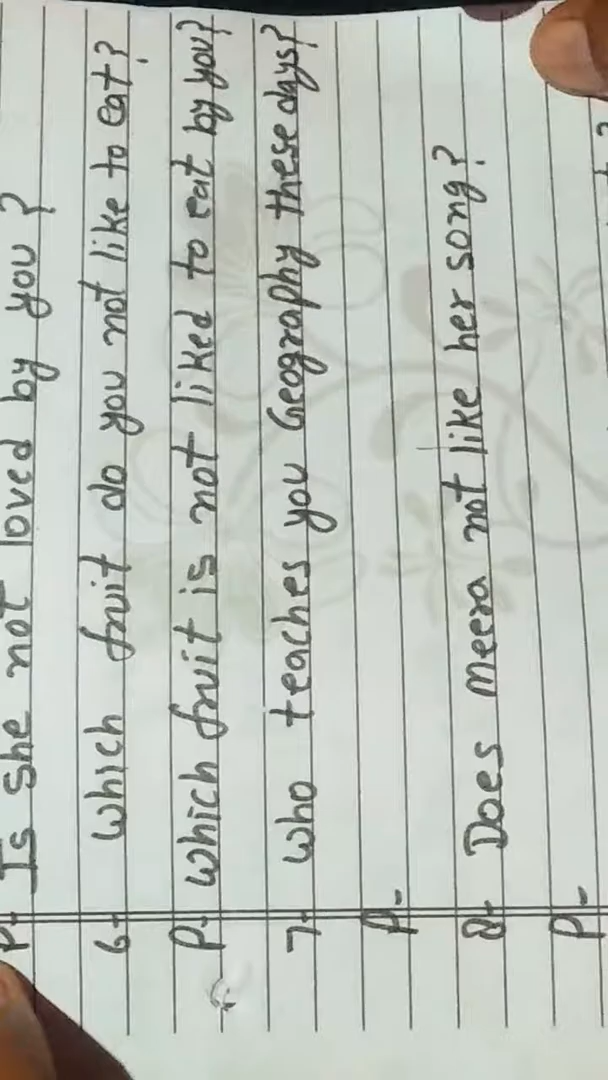 P- Is she not loved by you?
6- Which fruit do you not like to eat?
P- Which fruit is not liked to eat by you?
7- Who teaches you Geography these days?
P-
8- Does Meera not like her song?
P-